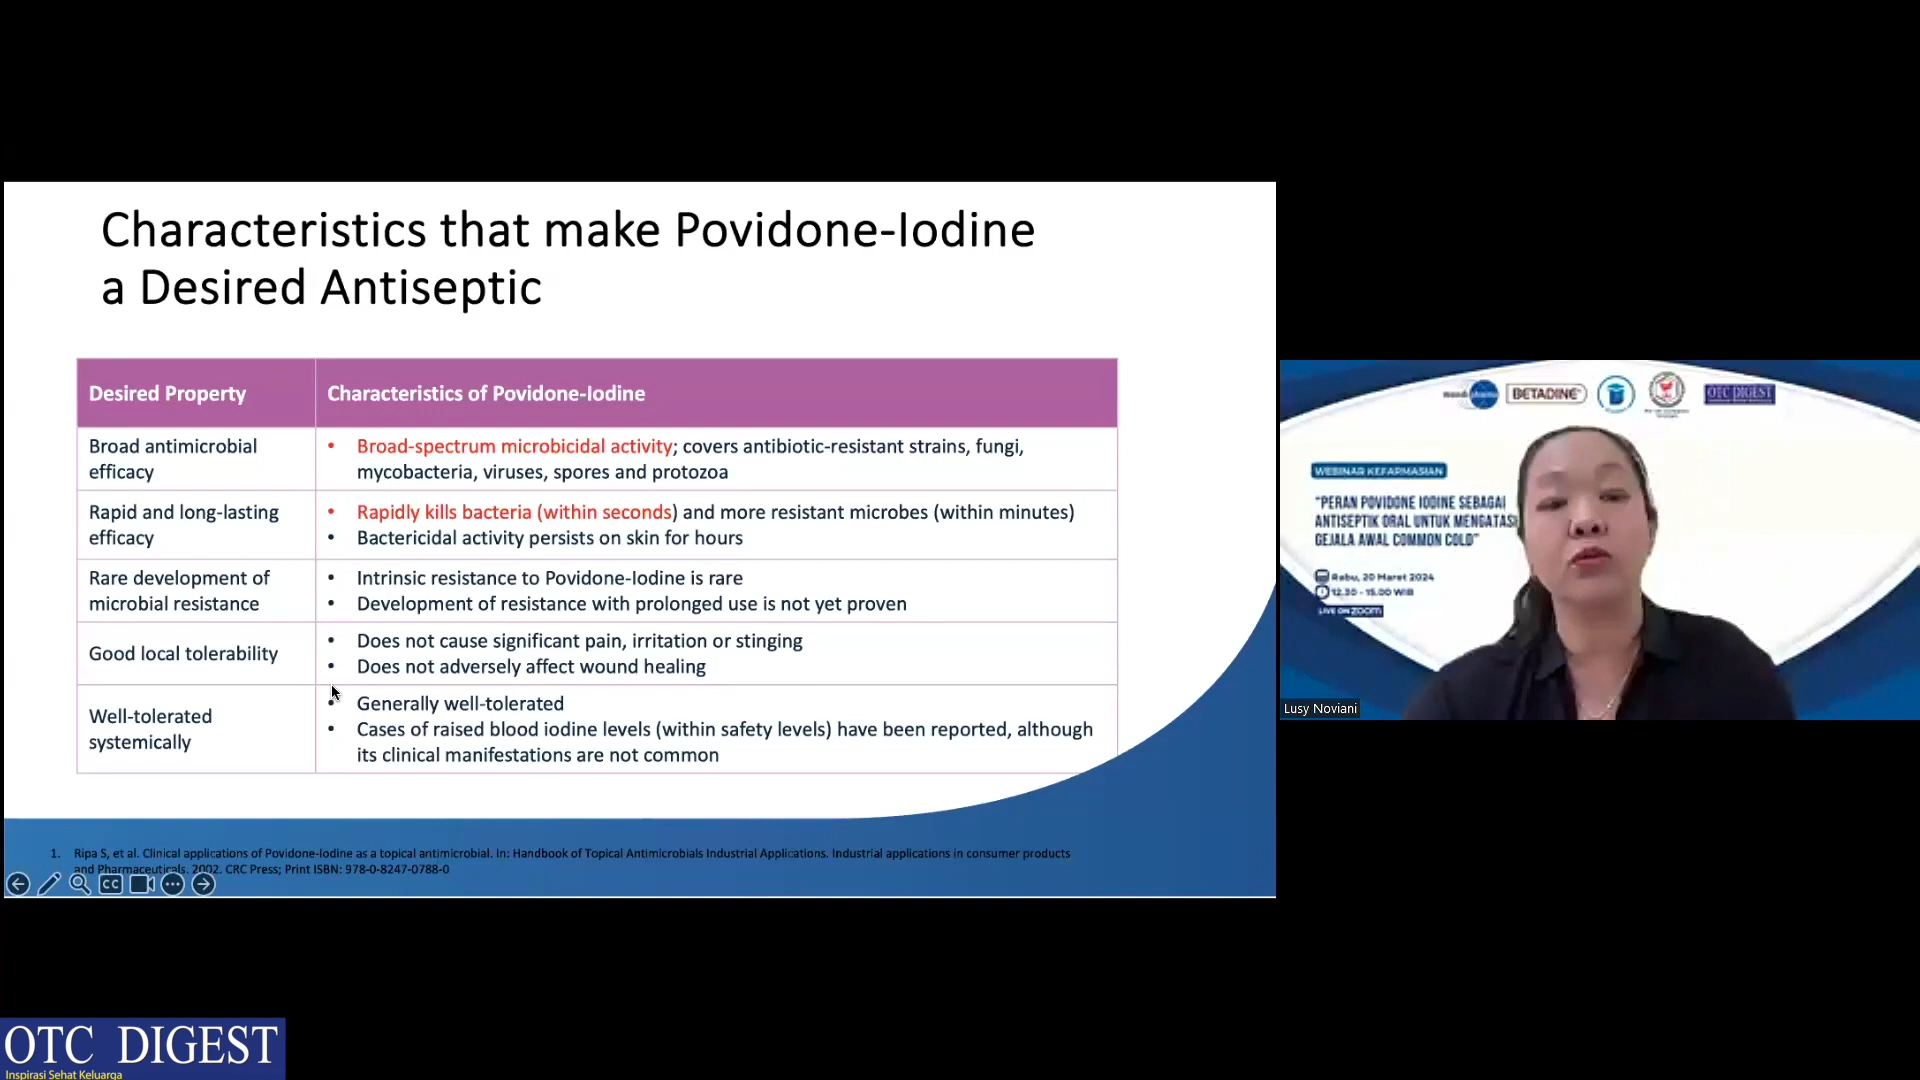 Characteristics that make Povidone-Iodine
a Desired Antiseptic
Desired Property
Characteristics of Povidone-Iodine
Broad antimicrobial
efficacy
• Broad-spectrum microbicidal activity; covers antibiotic-resistant strains, fungi,
mycobacteria, viruses, spores and protozoa
Rapid and long-lasting
efficacy
• Rapidly kills bacteria (within seconds) and more resistant microbes (within minutes)
• Bactericidal activity persists on skin for hours
Rare development of
microbial resistance
• Intrinsic resistance to Povidone-Iodine is rare
• Development of resistance with prolonged use is not yet proven
Good local tolerability
• Does not cause significant pain, irritation or stinging
• Does not adversely affect wound healing
Well-tolerated
systemically
• Generally well-tolerated
• Cases of raised blood iodine levels (within safety levels) have been reported, although
its clinical manifestations are not common
1. Ripa S, et al. Clinical applications of Povidone-Iodine as a topical antimicrobial. In: Handbook of Topical Antimicrobials Industrial Applications. Industrial applications in consumer products
and Pharmaceuticals. 2002. CRC Press; Print ISBN: 978-0-8247-0788-0
CC
BETADINE
OTC DIGEST
WEBINAR KEFARMASIAN
"PERAN POVIDONE IODINE SEBAGAI
ANTISEPTIK ORAL UNTUK MENGATASI
GEJALA AWAL COMMON COLD"
Rabu, 20 Maret 2024
12.30 - 15.00 WIB
LIVE ON zoom
Lusy Noviani
OTC DIGEST
Inspirasi Sehat Keluarga